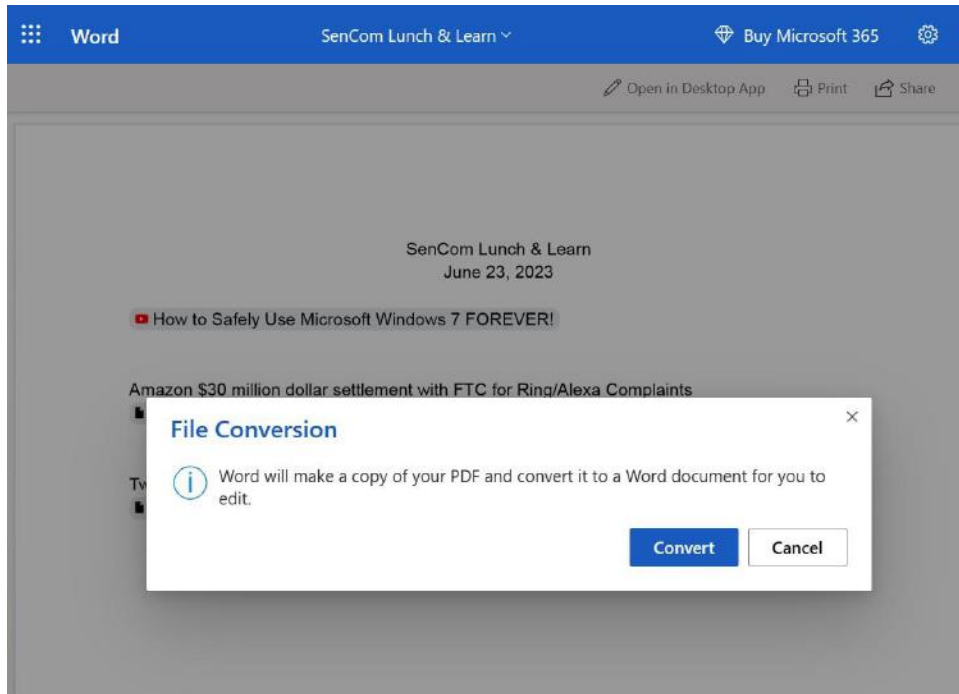 Word
SenCom Lunch & Learn
Buy Microsoft 365
Open in Desktop App
Print
Share
SenCom Lunch & Learn
June 23, 2023
How to Safely Use Microsoft Windows 7 FOREVER!
Amazon $30 million dollar settlement with FTC for Ring/Alexa Complaints
File Conversion
Word will make a copy of your PDF and convert it to a Word document for you to
edit.
Convert
Cancel